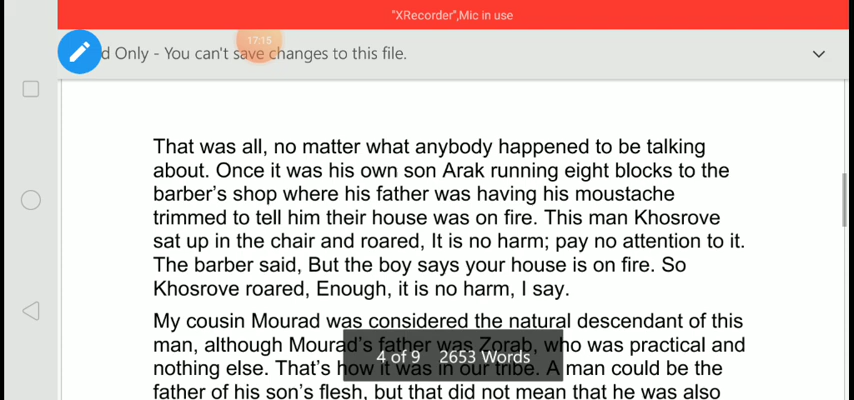 "XRecorder",Mic in use
17:15
d Only - You can't save changes to this file.
That was all, no matter what anybody happened to be talking
about. Once it was his own son Arak running eight blocks to the
barber's shop where his father was having his moustache
trimmed to tell him their house was on fire. This man Khosrove
sat up in the chair and roared, It is no harm; pay no attention to it.
The barber said, But the boy says your house is on fire. So
Khosrove roared, Enough, it is no harm, I say.
My cousin Mourad was considered the natural descendant of this
man, although Mourad's father was Zorab, who was practical and
4 of 9 2653 Words
nothing else. That's how it was in our tribe. A man could be the
father of his son's flesh, but that did not mean that he was also